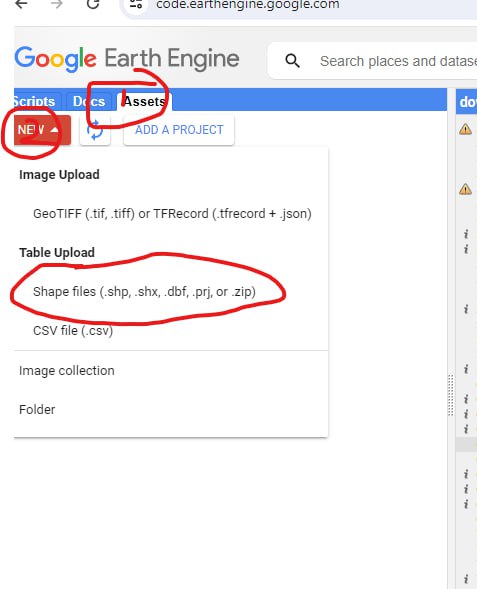 code.earthengine.google.com
Google Earth Engine
Search places and datase
Scripts Docs Assets
1
do
NEW
2
ADD A PROJECT
Image Upload
GeoTIFF (.tif, .tiff) or TFRecord (.tfrecord + .json)
Table Upload
Shape files (.shp, .shx, .dbf, .prj, or .zip)
CSV file (.csv)
Image collection
Folder